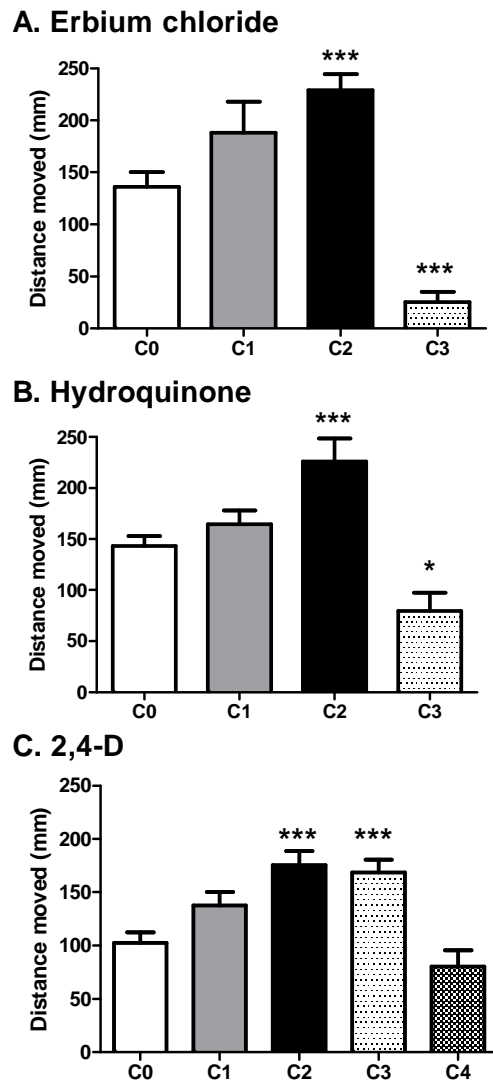 A. Erbium chloride
Distance moved (mm)
250
200
150
100
50
0
***
***
C0 C1 C2 C3
B. Hydroquinone
Distance moved (mm)
250
200
150
100
50
0
***
*
C0 C1 C2 C3
C. 2,4-D
Distance moved (mm)
250
200
150
100
50
0
*** ***
C0 C1 C2 C3 C4